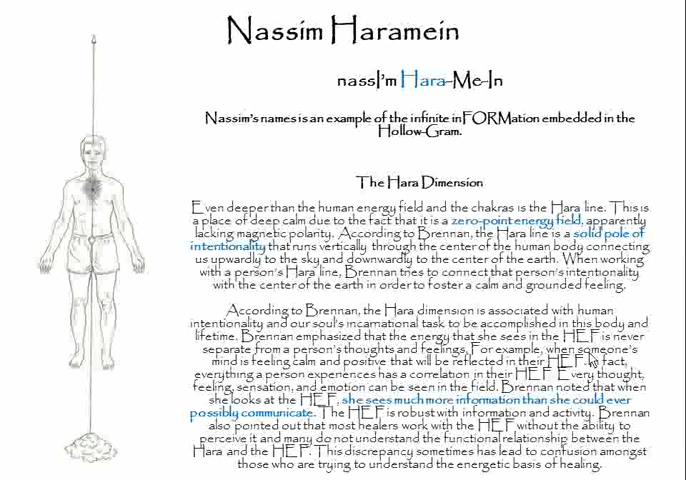 Nassim Haramein
nassI'm Hara-Me-In
Nassim's names is an example of the infinite inFORMation embedded in the
Hollow-Gram.
The Hara Dimension
Even deeper than the human energy field and the chakras is the Hara line. This is
a place of deep calm due to the fact that it is a zero-point energy field, apparently
lacking magnetic polarity. According to Brennan, the Hara line is a solid pole of
intentionality that runs vertically through the center of the human body connecting
us upwardly to the sky and downwardly to the center of the earth. When working
with a person's Hara line, Brennan tries to connect that person's intentionality
with the center of the earth in order to foster a calm and grounded feeling.
According to Brennan, the Hara dimension is associated with human
intentionality and our soul's incarnational task to be accomplished in this body and
lifetime. Brennan emphasized that the energy that she sees in the HEF is never
separate from a person's thoughts and feelings. For example, when someone's
mind is feeling calm and positive that will be reflected in their HEF. In fact,
everything a person experiences has a correlation in their HEF. Every thought,
feeling, sensation, and emotion can be seen in the field. Brennan noted that when
she looks at the HEF, she sees much more information than she could ever
possibly communicate. The HEF is robust with information and activity. Brennan
also pointed out that most healers work with the HEF without the ability to
perceive it and many do not understand the functional relationship between the
Hara and the HEF. This discrepancy sometimes has lead to confusion amongst
those who are trying to understand the energetic basis of healing.